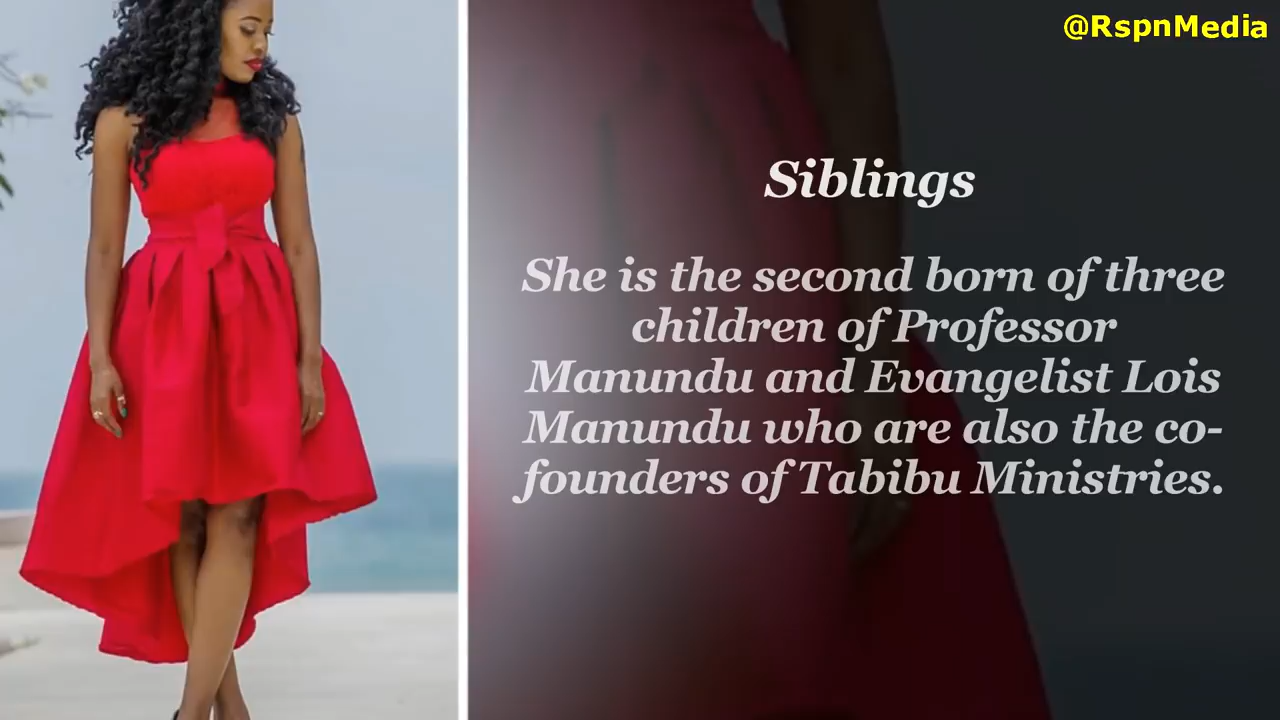 @RspnMedia
Siblings
She is the second born of three
children of Professor
Manundu and Evangelist Lois
Manundu who are also the co-
founders of Tabibu Ministries.